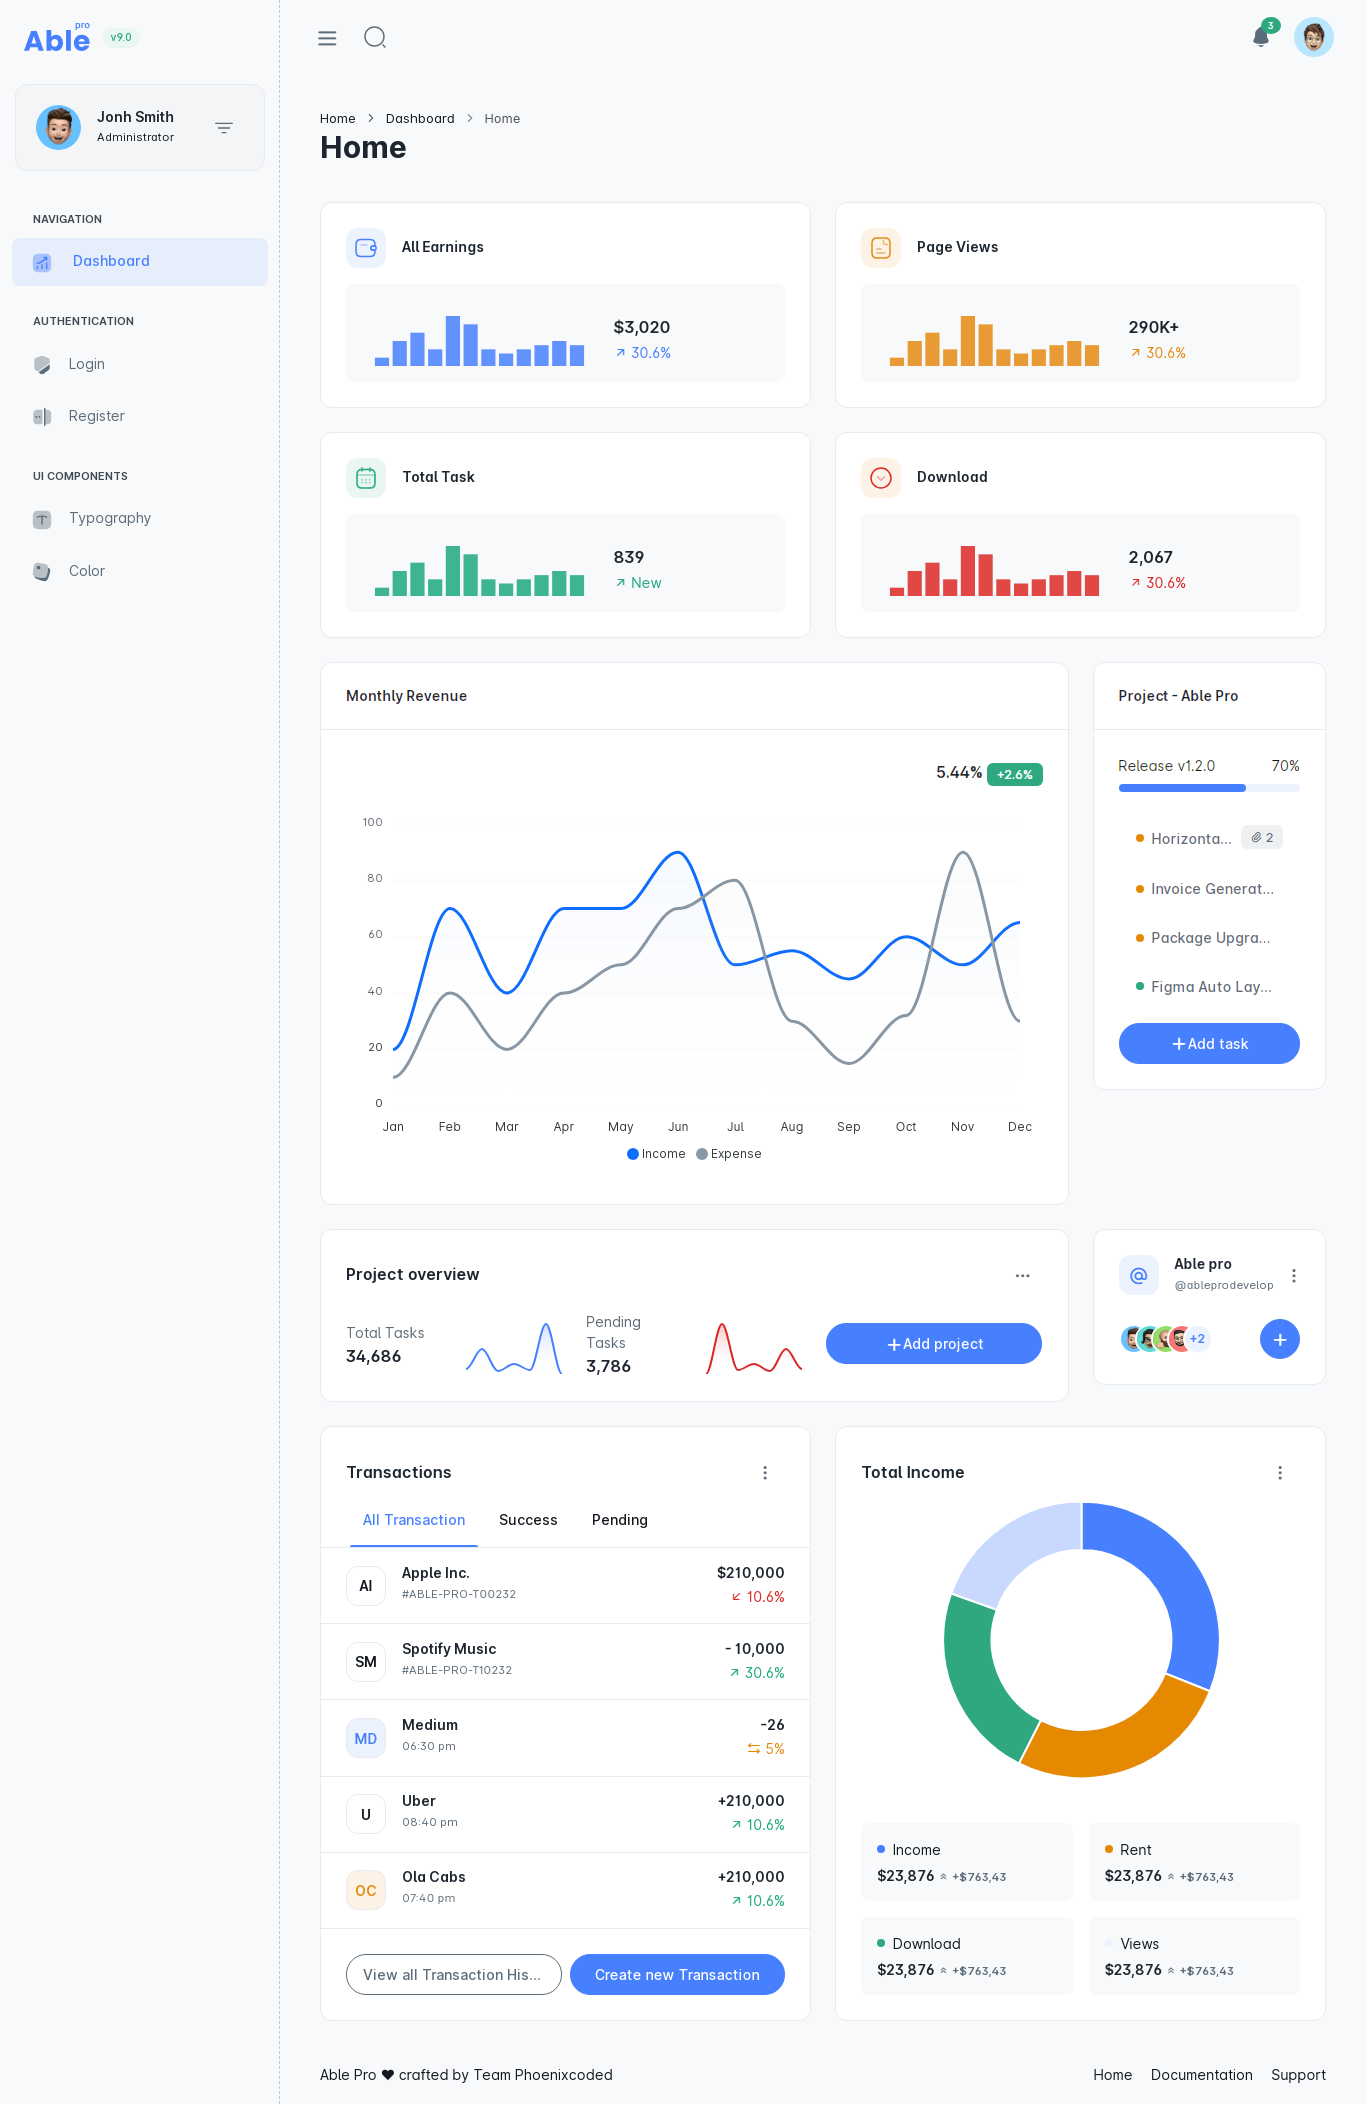 Able pro
v9.0
3
Jonh Smith
Administrator
NAVIGATION
Dashboard
AUTHENTICATION
Login
Register
UI COMPONENTS
Typography
Color
Home > Dashboard > Home
Home
All Earnings
$3,020
30.6%
Page Views
290K+
30.6%
Total Task
839
New
Download
2,067
30.6%
Monthly Revenue
5.44% +2.6%
100
80
60
40
20
0
Jan Feb Mar Apr May Jun Jul Aug Sep Oct Nov Dec
Income Expense
Project - Able Pro
Release v1.2.0 70%
Horizonta... 2
Invoice Generat...
Package Upgra...
Figma Auto Lay...
+Add task
Project overview
Total Tasks
34,686
Pending
Tasks
3,786
+Add project
Able pro
@ableprodevelop
+2
+
Transactions
All Transaction Success Pending
AI Apple Inc. $210,000
#ABLE-PRO-T00232 10.6%
SM Spotify Music - 10,000
#ABLE-PRO-T10232 30.6%
MD Medium -26
06:30 pm 5%
U Uber +210,000
08:40 pm 10.6%
OC Ola Cabs +210,000
07:40 pm 10.6%
View all Transaction His...
Create new Transaction
Total Income
Income
$23,876 +$763,43
Rent
$23,876 +$763,43
Download
$23,876 +$763,43
Views
$23,876 +$763,43
Able Pro ♥ crafted by Team Phoenixcoded
Home Documentation Support